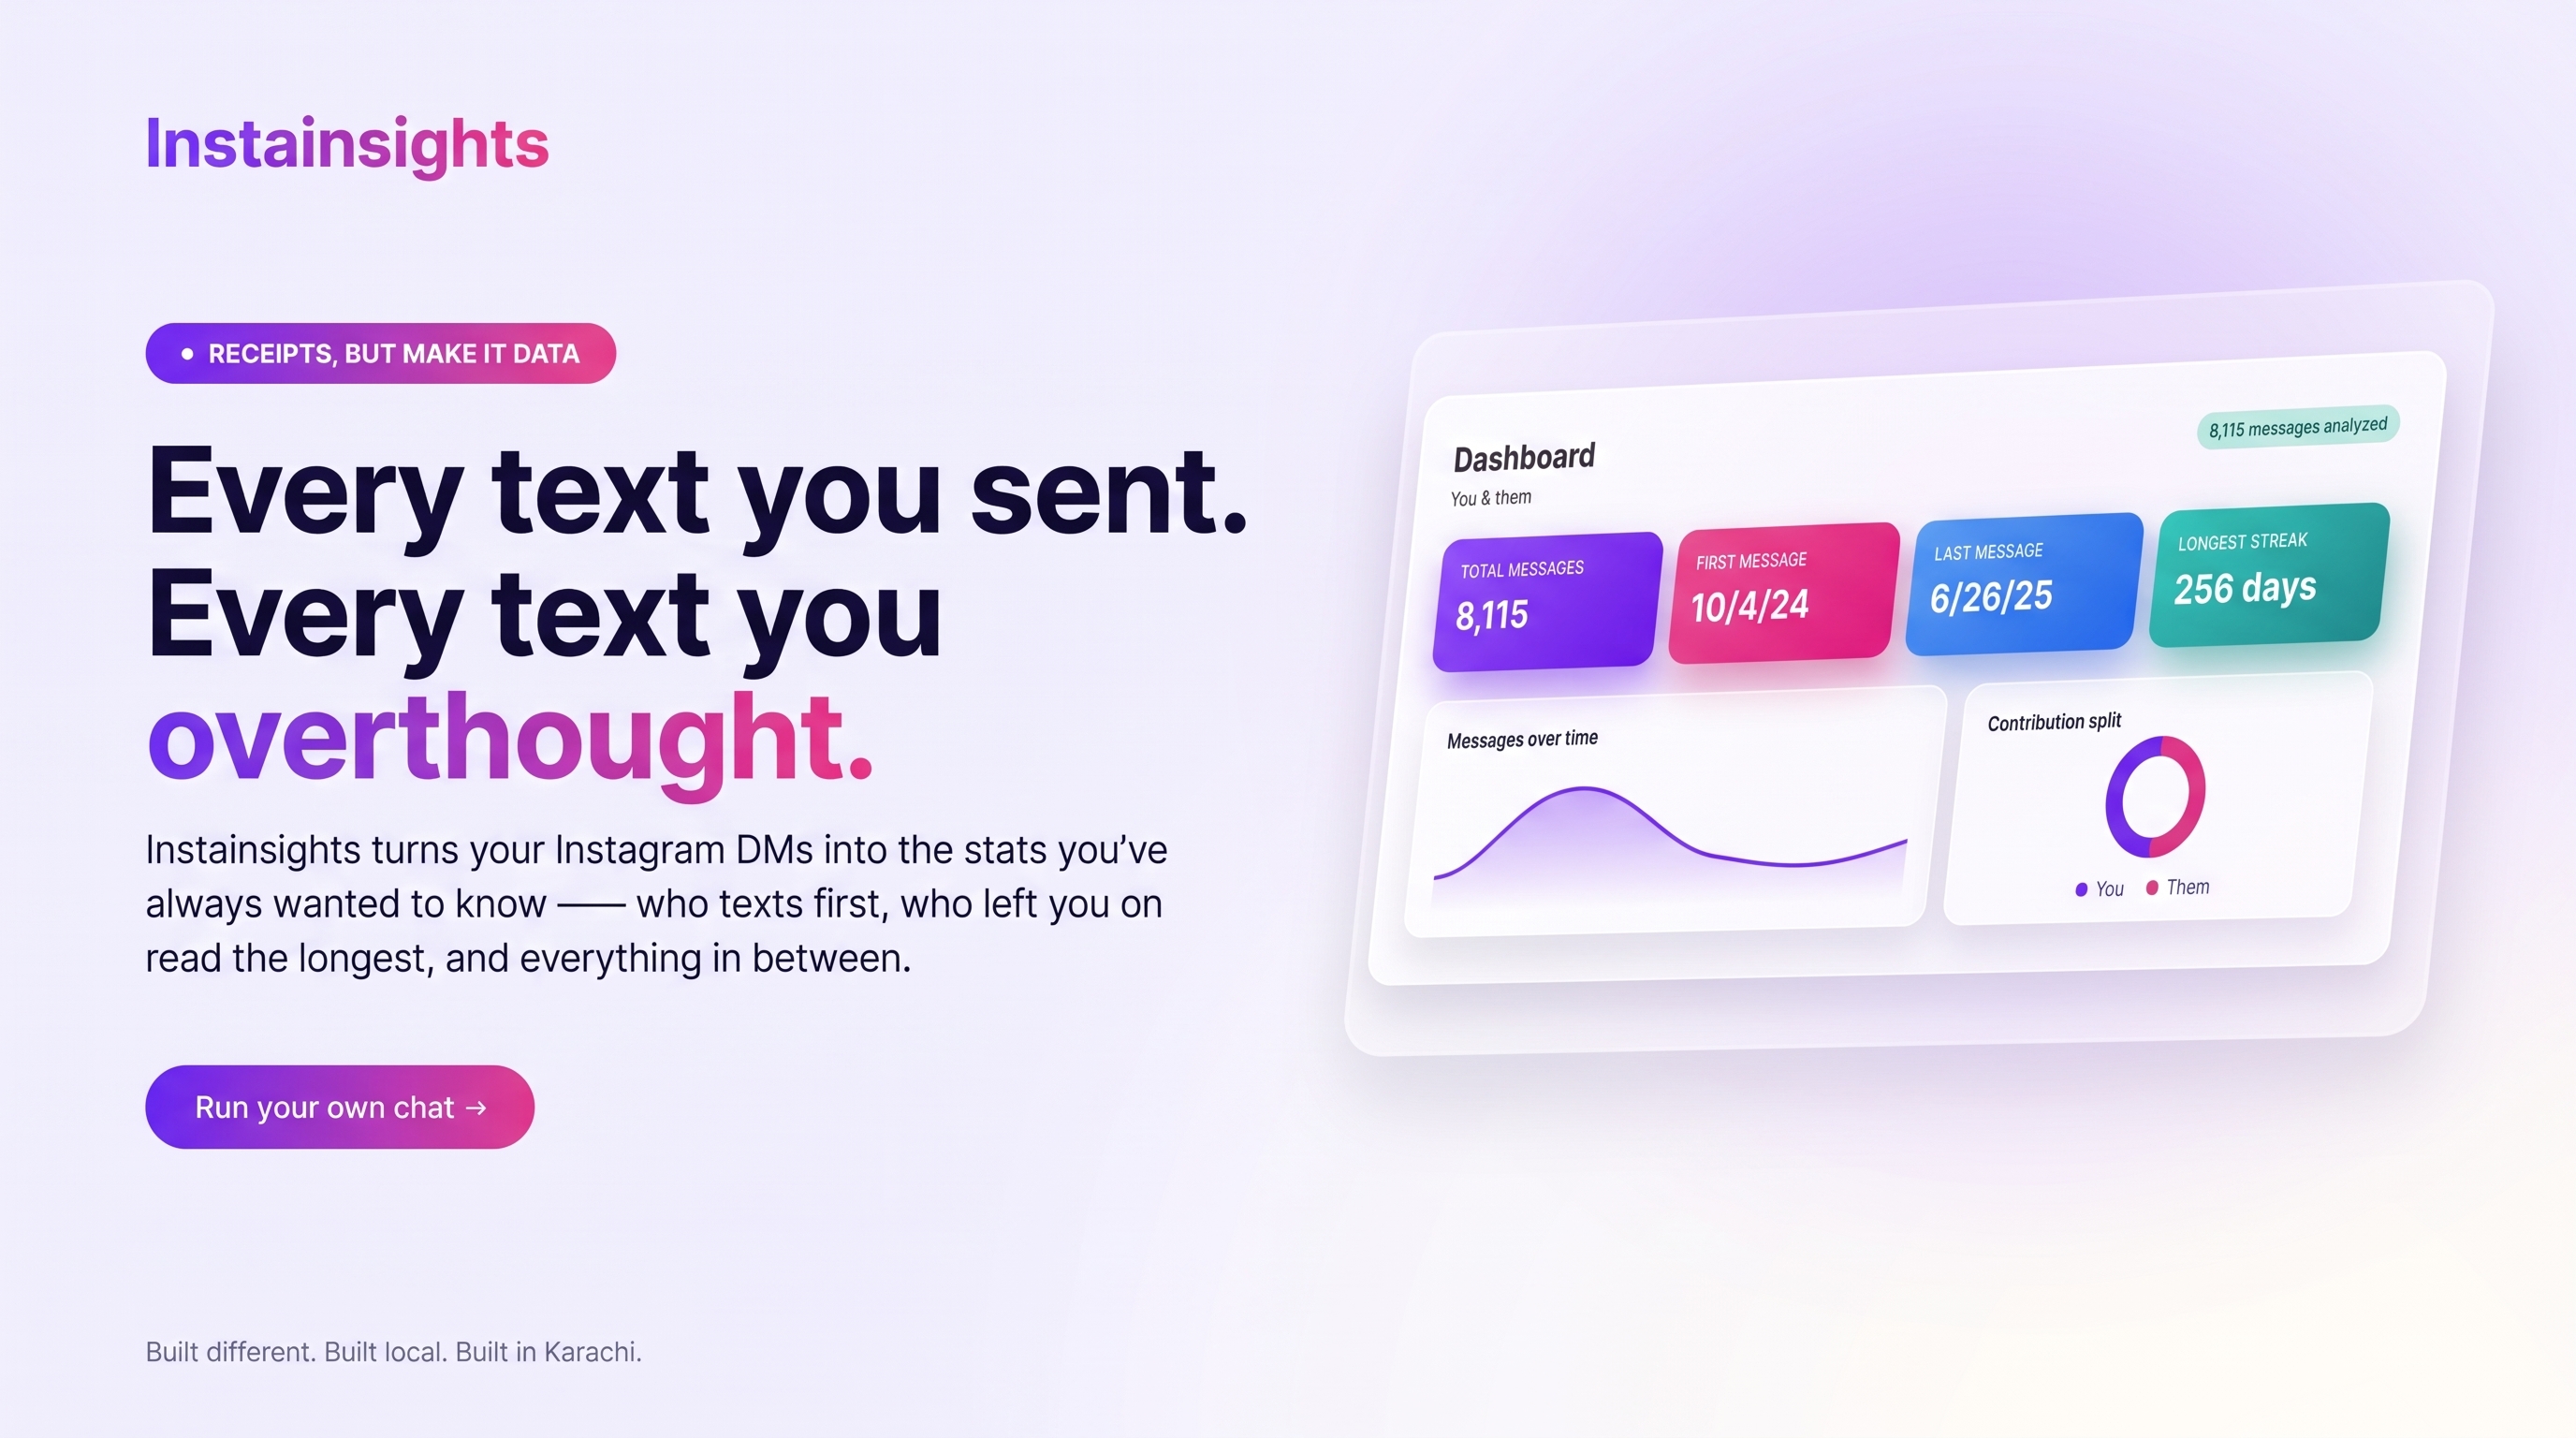 Instainsights
• RECEIPTS, BUT MAKE IT DATA
Every text you sent.
Every text you
overthought.
Instainsights turns your Instagram DMs into the stats you’ve
always wanted to know —— who texts first, who left you on
read the longest, and everything in between.
Run your own chat →
Built different. Built local. Built in Karachi.
Dashboard
You & them
8,115 messages analyzed
TOTAL MESSAGES
8,115
FIRST MESSAGE
10/4/24
LAST MESSAGE
6/26/25
LONGEST STREAK
256 days
Messages over time
Contribution split
You
Them